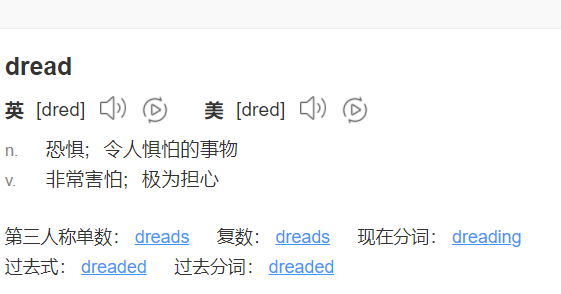 dread
英 [dred] 美 [dred]
n. 恐惧；令人惧怕的事物
v. 非常害怕；极为担心
第三人称单数： dreads 复数： dreads 现在分词： dreading
过去式： dreaded 过去分词： dreaded